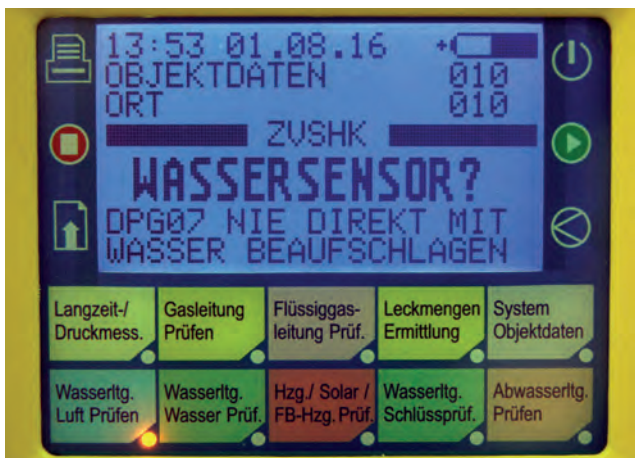 13:53 01.08.16
OBJEKTDATEN 010
ORT 010
ZVSHK
WASSERSENSOR?
DPG07 NIE DIREKT MIT
WASSER BEAUFSCHLAGEN
Langzeit-/
Druckmess.
Gasleitung
Prüfen
Flüssiggas-
leitung Prüf.
Leckmengen
Ermittlung
System
Objektdaten
Wasserltg.
Luft Prüfen
Wasserltg.
Wasser Prüf.
Hzg./ Solar /
FB-Hzg. Prüf.
Wasserltg.
Schlüssprüf.
Abwasserltg.
Prüfen